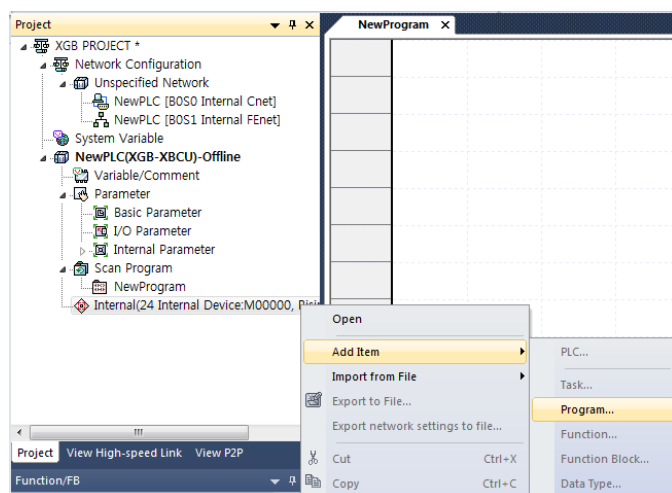 Project
NewProgram
XGB PROJECT *
Network Configuration
Unspecified Network
NewPLC [B0S0 Internal Cnet]
NewPLC [B0S1 Internal FEnet]
System Variable
NewPLC(XGB-XBCU)-Offline
Variable/Comment
Parameter
Basic Parameter
I/O Parameter
Internal Parameter
Scan Program
NewProgram
Internal(24 Internal Device:M00000,
Open
Add Item
Import from File
Export to File...
Export network settings to file...
Cut Ctrl+X
Copy Ctrl+C
PLC...
Task...
Program...
Function...
Function Block...
Data Type...
Project View High-speed Link View P2P
Function/FB